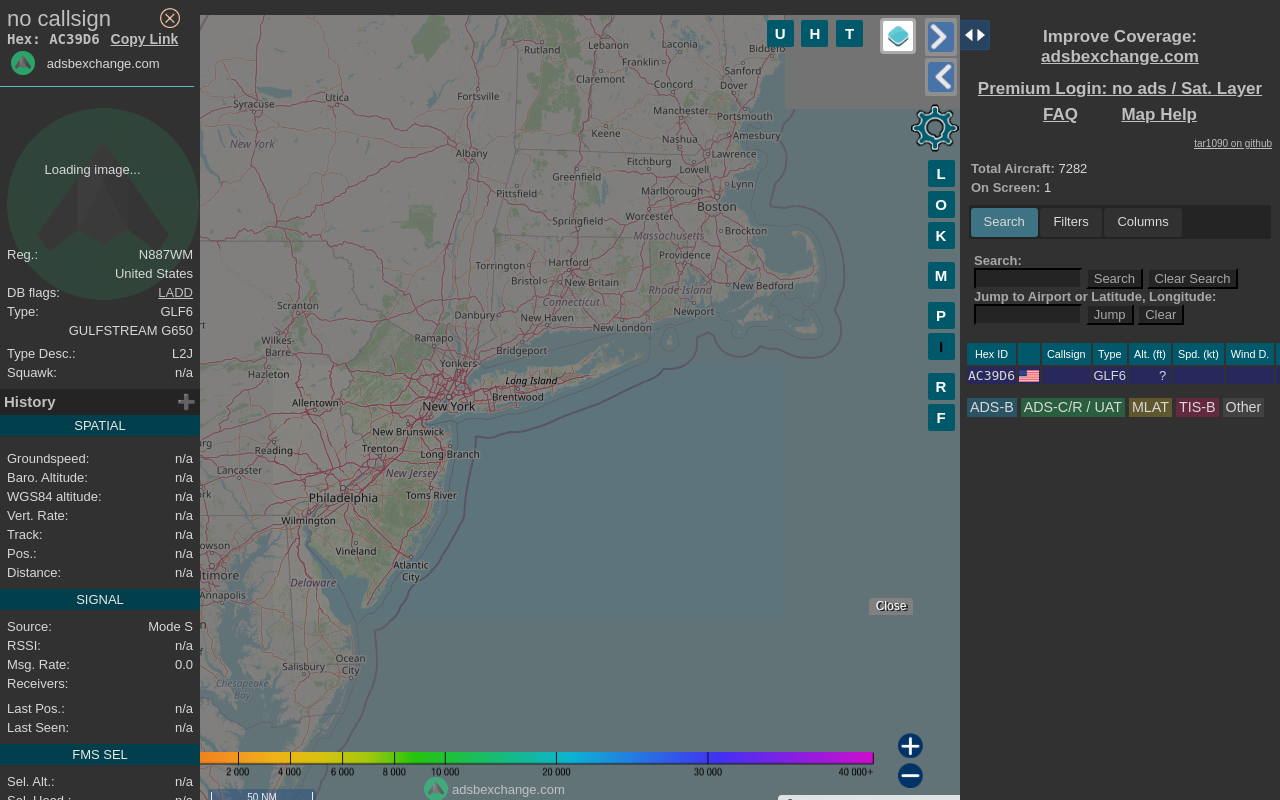 no callsign
Hex: AC39D6 Copy Link
adsbexchange.com
Loading image...
Reg.: N887WM
United States
DB flags: LADD
Type: GLF6
GULFSTREAM G650
Type Desc.: L2J
Squawk: n/a
History
SPATIAL
Groundspeed: n/a
Baro. Altitude: n/a
WGS84 altitude: n/a
Vert. Rate: n/a
Track: n/a
Pos.: n/a
Distance: n/a
SIGNAL
Source: Mode S
RSSI: n/a
Msg. Rate: 0.0
Receivers:
Last Pos.: n/a
Last Seen: n/a
FMS SEL
Sel. Alt.: n/a
Sel. Head.: n/a
U H T
L
O
K
M
P
I
R
F
Rutland
Lebanon
Laconia
Franklin
Claremont
Sanford
Concord
Dover
Syracuse
Utica
Fortsville
Manchester
Portsmouth
Keene
Amesbury
Nashua
New York
Albany
Fitchburg
Lawrence
Greenfield
Lowell
Pittsfield
Marlborough
Lynn
Boston
Springfield
Worcester
Massachusetts
Brockton
Torrington
Hartford
Providence
Bristol
New Britain
Rhode Island
New Bedford
Scranton
Connecticut
Danbury
New Haven
Newport
New London
Wilkes-
Barre
Ramapo
Bridgeport
Yonkers
Long Island
Brentwood
Allentown
New York
New Brunswick
Reading
Trenton
Long Branch
Lancaster
New Jersey
Philadelphia
Toms River
Wilmington
Vineland
Atlantic
City
Delaware
Annapolis
Ocean
City
Salisbury
Chesapeake
Bay
Close
2 000 4 000 6 000 8 000 10 000 20 000 30 000 40 000+
adsbexchange.com
50 NM
Improve Coverage:
adsbexchange.com
Premium Login: no ads / Sat. Layer
FAQ Map Help
tar1090 on github
Total Aircraft: 7282
On Screen: 1
Search Filters Columns
Search:
Search Clear Search
Jump to Airport or Latitude, Longitude:
Jump Clear
Hex ID Callsign Type Alt. (ft) Spd. (kt) Wind D.
AC39D6 GLF6 ?
ADS-B ADS-C/R / UAT MLAT TIS-B Other